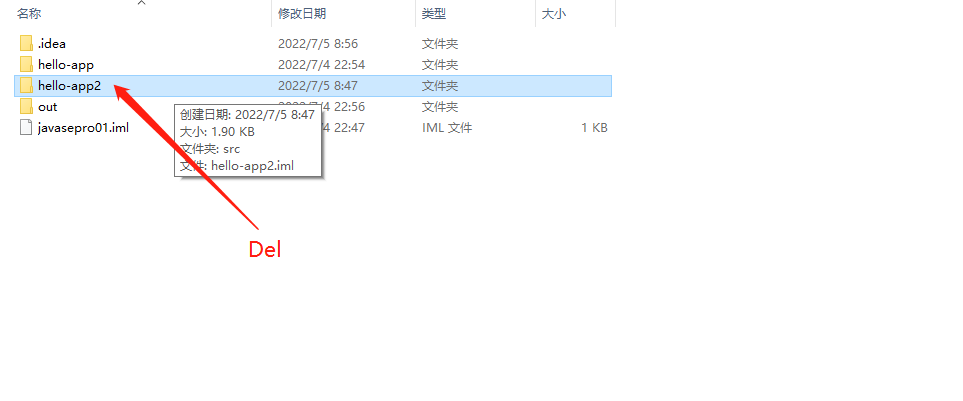 名称 修改日期 类型 大小
.idea 2022/7/5 8:56 文件夹
hello-app 2022/7/4 22:54 文件夹
hello-app2 2022/7/5 8:47 文件夹
out 4 22:56 文件夹
javasepro01.iml 4 22:47 IML 文件 1 KB
创建日期: 2022/7/5 8:47
大小: 1.90 KB
文件夹: src
文件: hello-app2.iml
Del